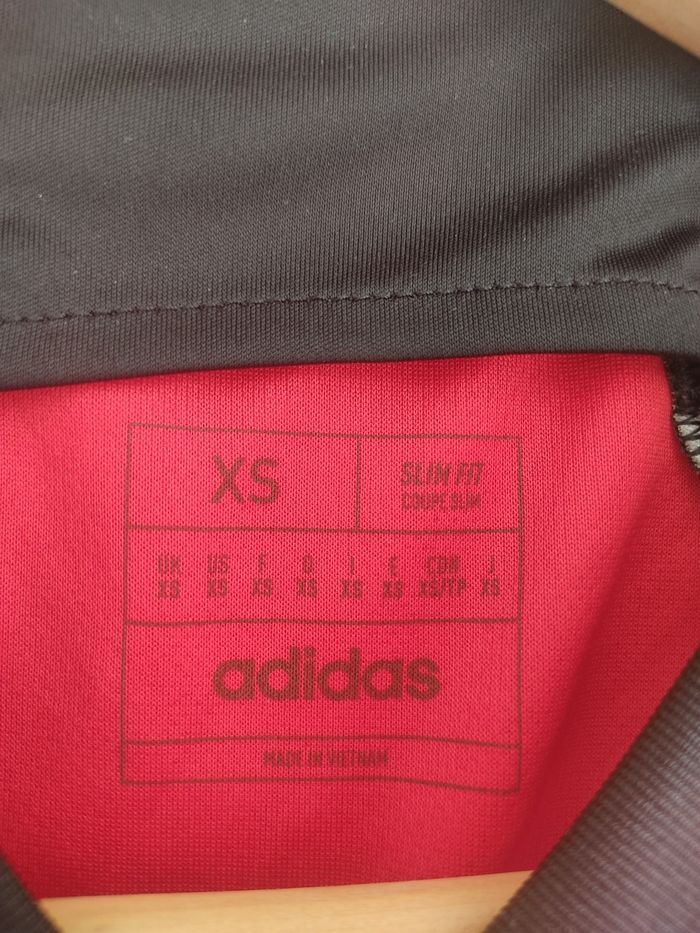 XS
SLIM FIT
COUPE SLIM
UK US F D I E CDN J
XS XS XS XS XS XS XS/TP XS
adidas
MADE IN VIETNAM